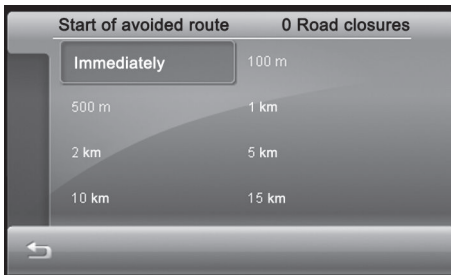 Start of avoided route 0 Road closures
Immediately 100 m
500 m 1 km
2 km 5 km
10 km 15 km